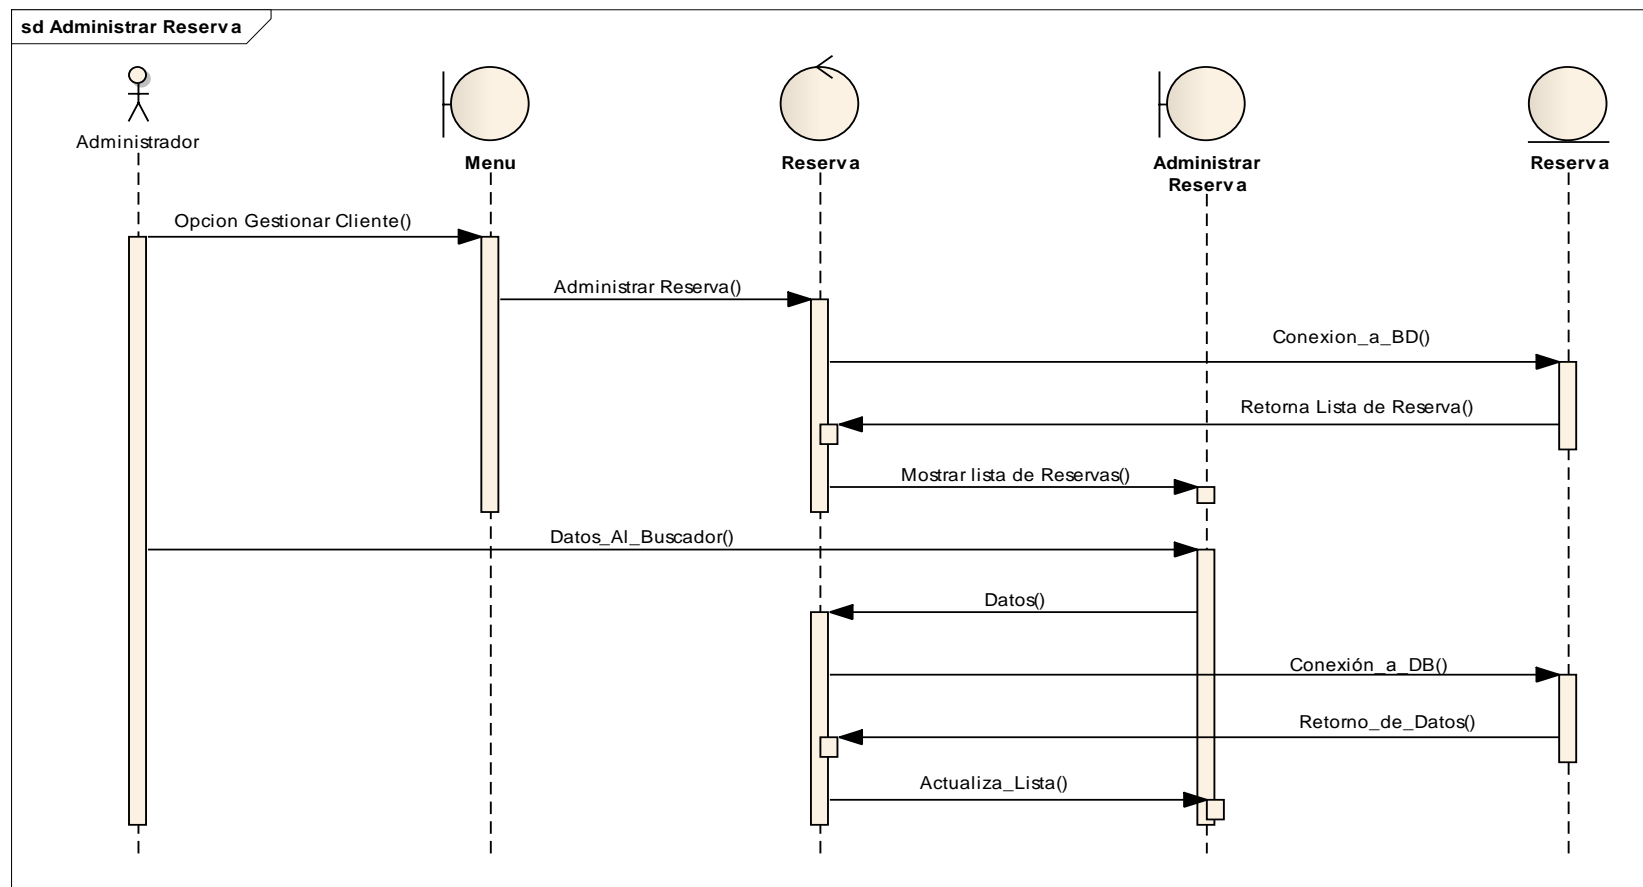 sd Administrar Reserva
Administrador
Menu
Reserva
Administrar
Reserva
Reserva
Opcion Gestionar Cliente()
Administrar Reserva()
Conexion_a_BD()
Retorna Lista de Reserva()
Mostrar lista de Reservas()
Datos_Al_Buscador()
Datos()
Conexión_a_DB()
Retorno_de_Datos()
Actualiza_Lista()